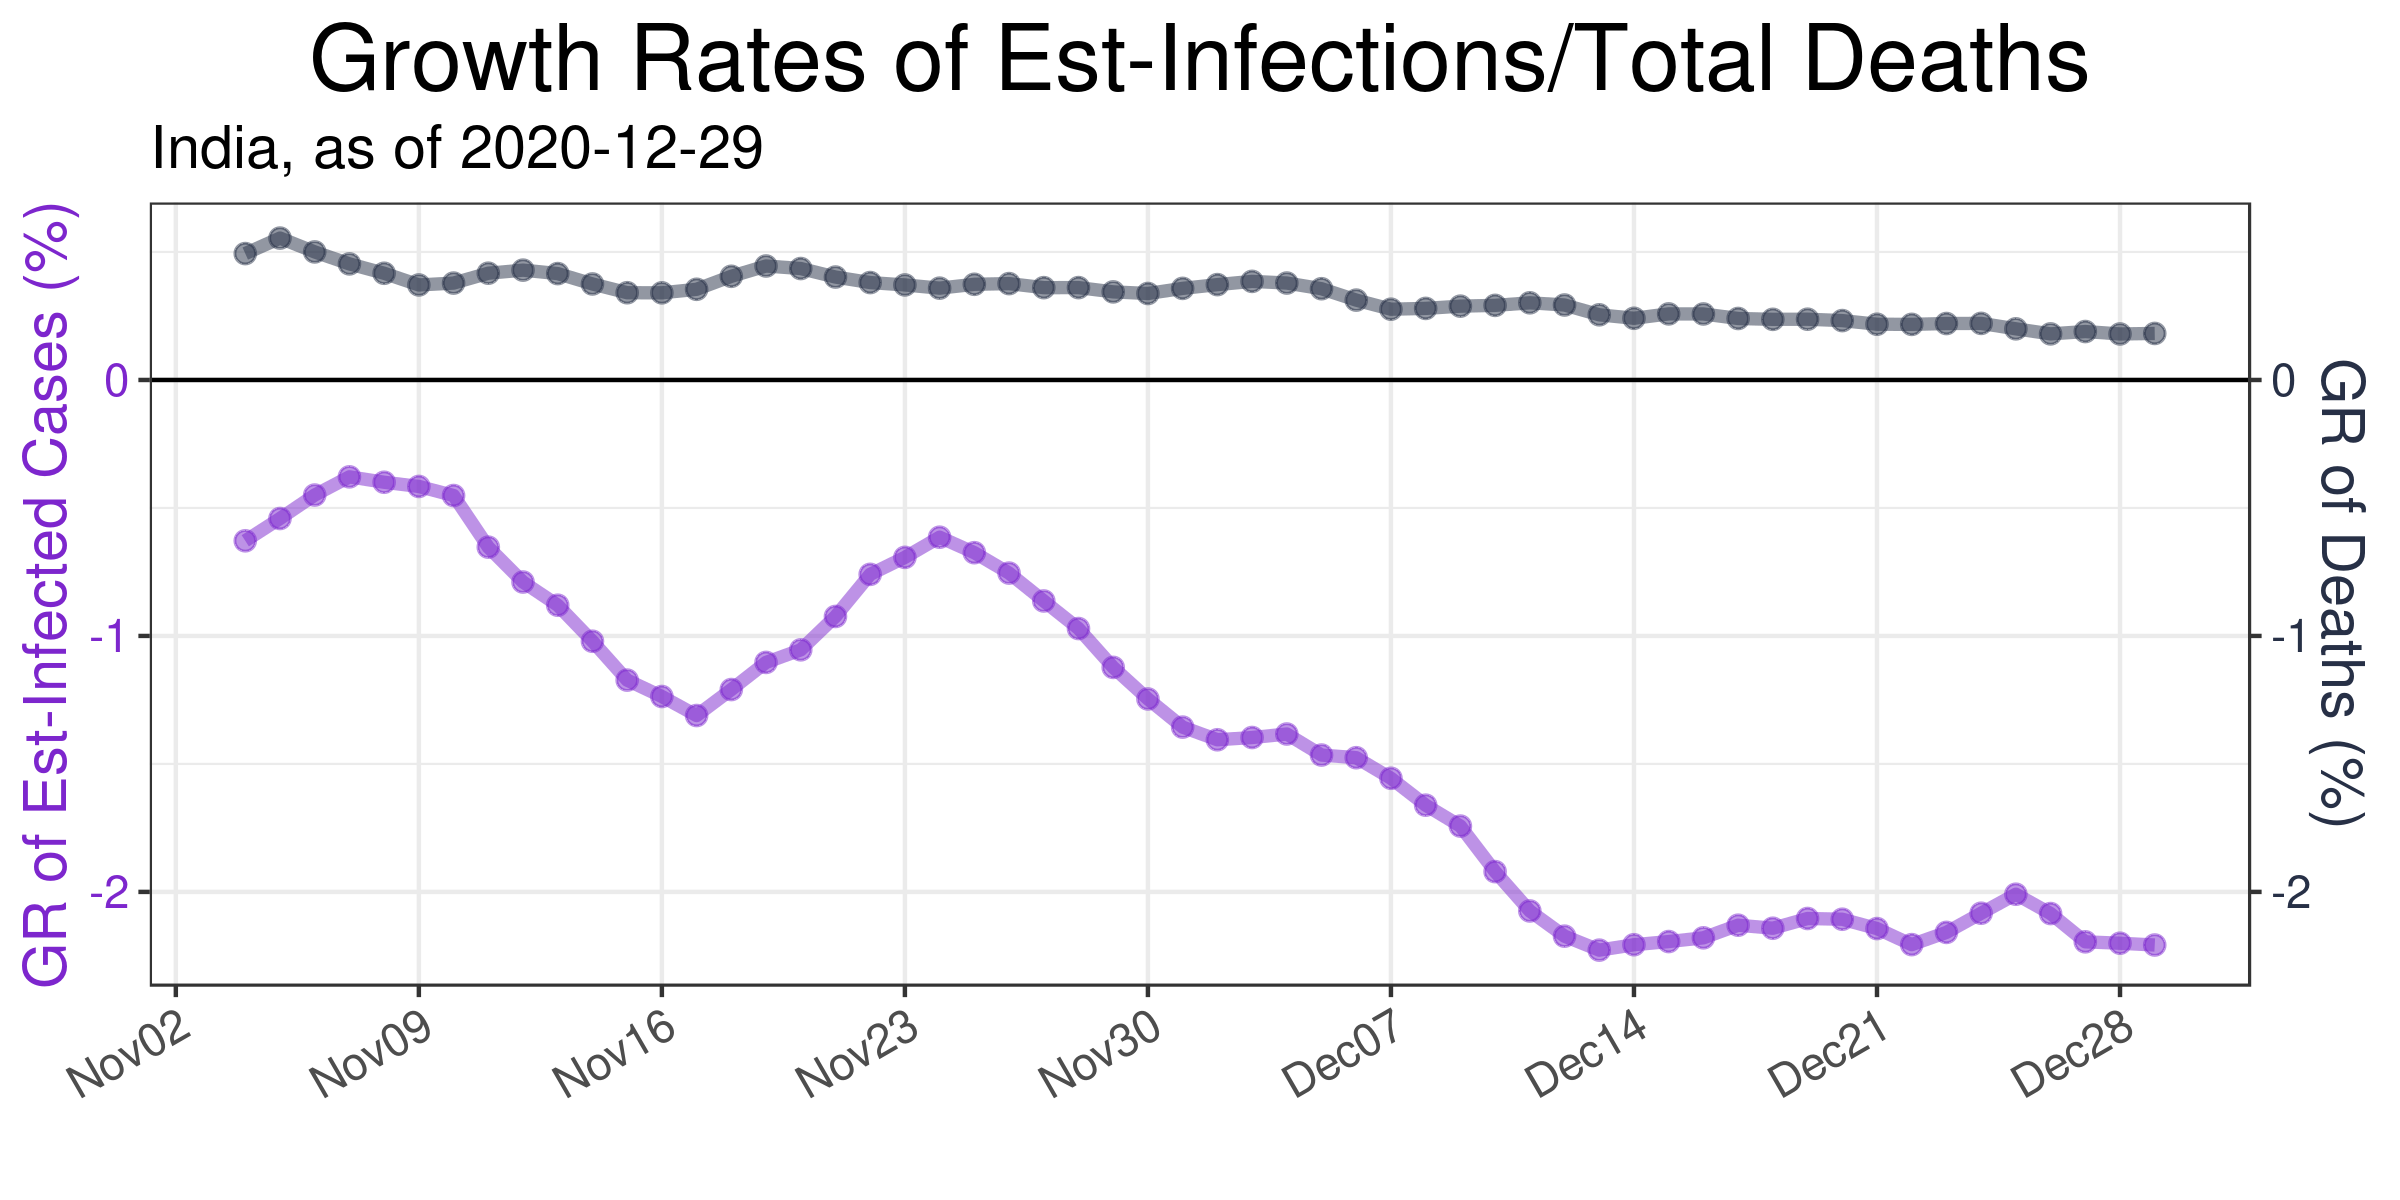 Growth Rates of Est-Infections/Total Deaths
India, as of 2020-12-29
GR of Est-Infected Cases (%)
0
-1
-2
0
-1
-2
GR of Deaths (%)
Nov02
Nov09
Nov16
Nov23
Nov30
Dec07
Dec14
Dec21
Dec28